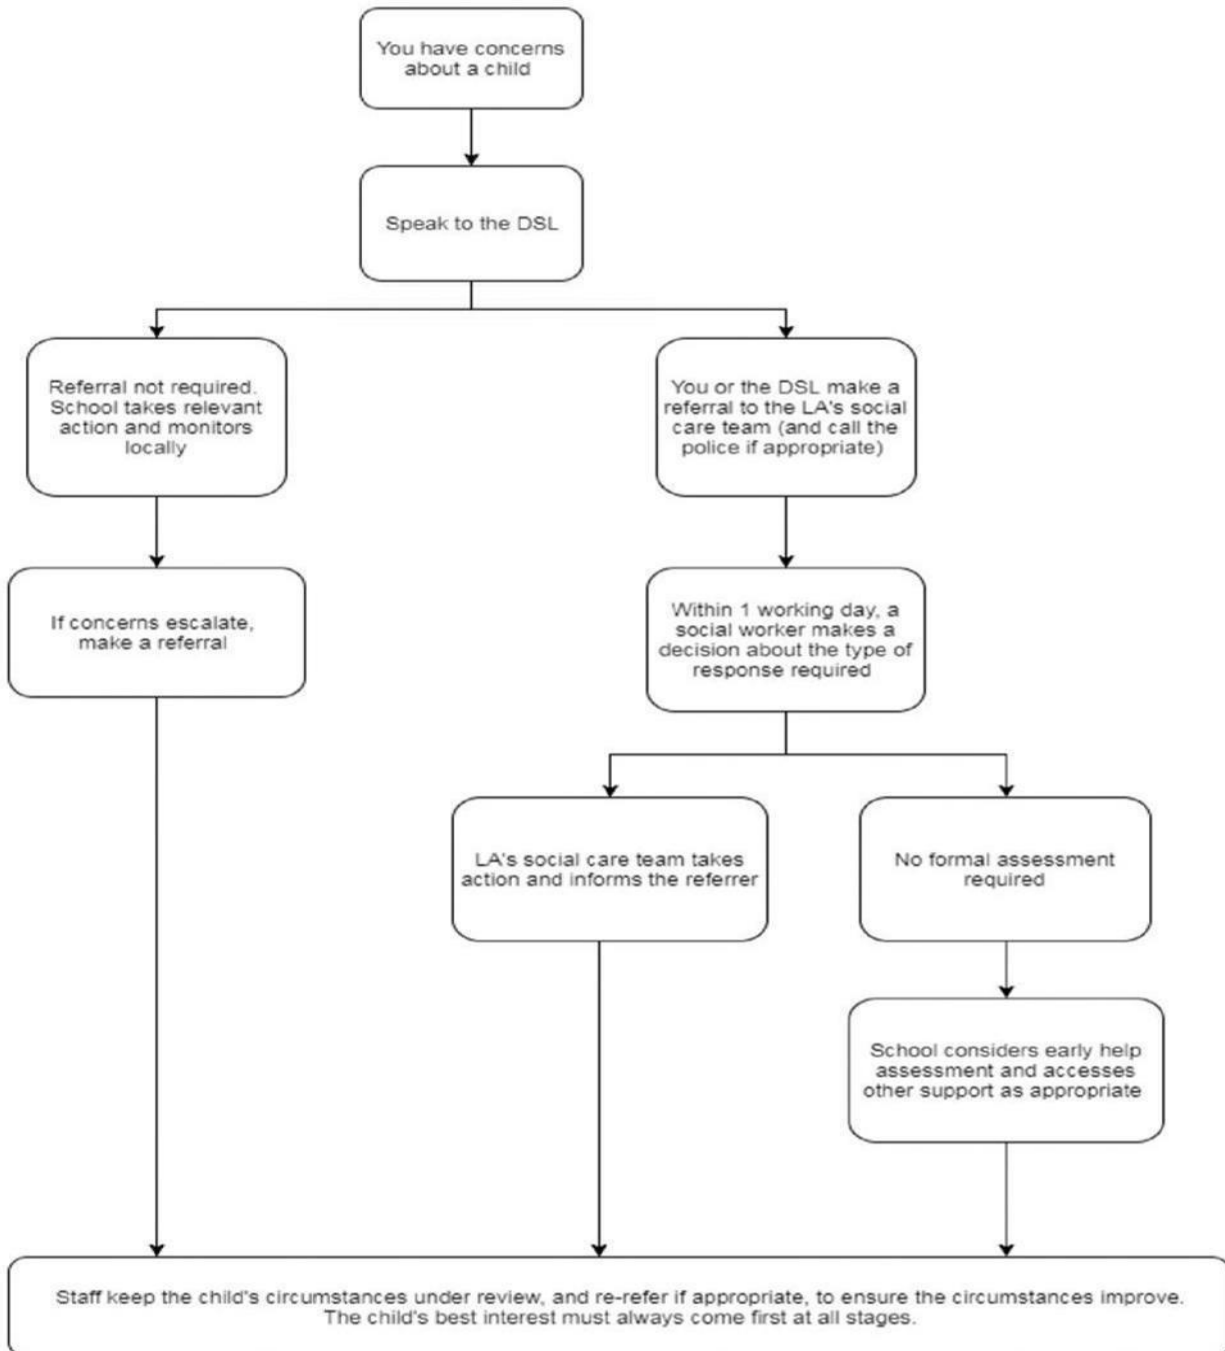 You have concerns
about a child
Speak to the DSL
Referral not required.
School takes relevant
action and monitors
locally
You or the DSL make a
referral to the LA's social
care team (and call the
police if appropriate)
If concerns escalate,
make a referral
Within 1 working day, a
social worker makes a
decision about the type of
response required
LA's social care team takes
action and informs the referrer
No formal assessment
required
School considers early help
assessment and accesses
other support as appropriate
Staff keep the child's circumstances under review, and re-refer if appropriate, to ensure the circumstances improve.
The child's best interest must always come first at all stages.